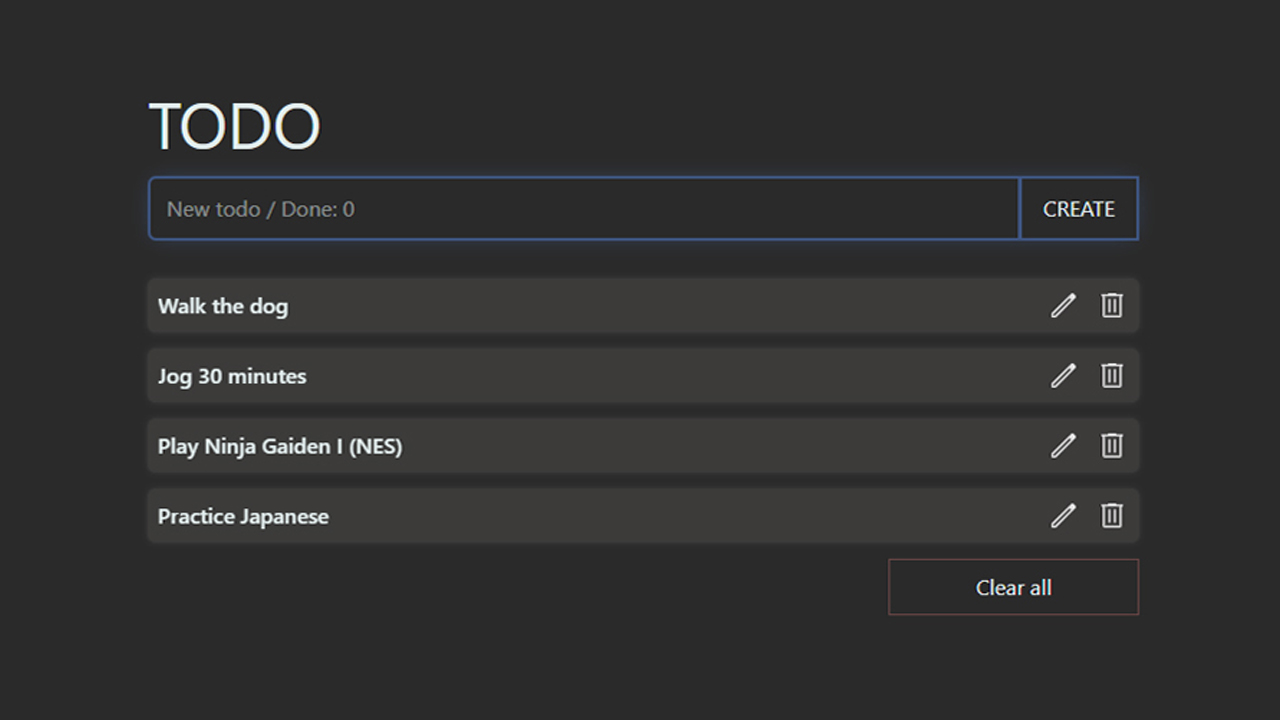 TODO
New todo / Done: 0
CREATE
Walk the dog
Jog 30 minutes
Play Ninja Gaiden I (NES)
Practice Japanese
Clear all